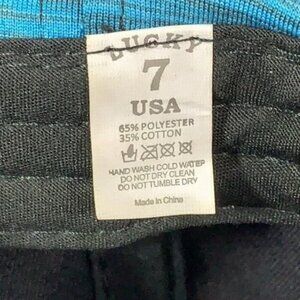 LUCKY
7
USA
65% POLYESTER
35% COTTON
HAND WASH COLD WATER
DO NOT DRY CLEAN
DO NOT TUMBLE DRY
Made in China